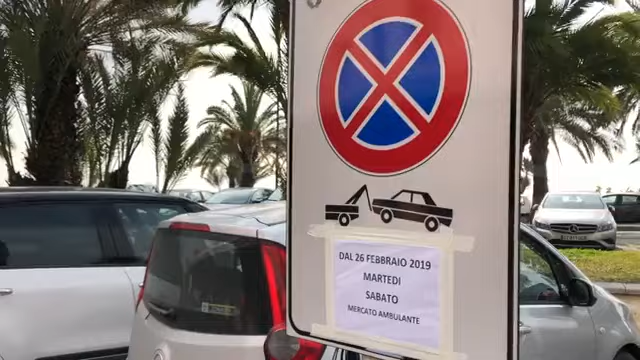 DAL 26 FEBBRAIO 2019
MARTEDI
SABATO
MERCATO AMBULANTE